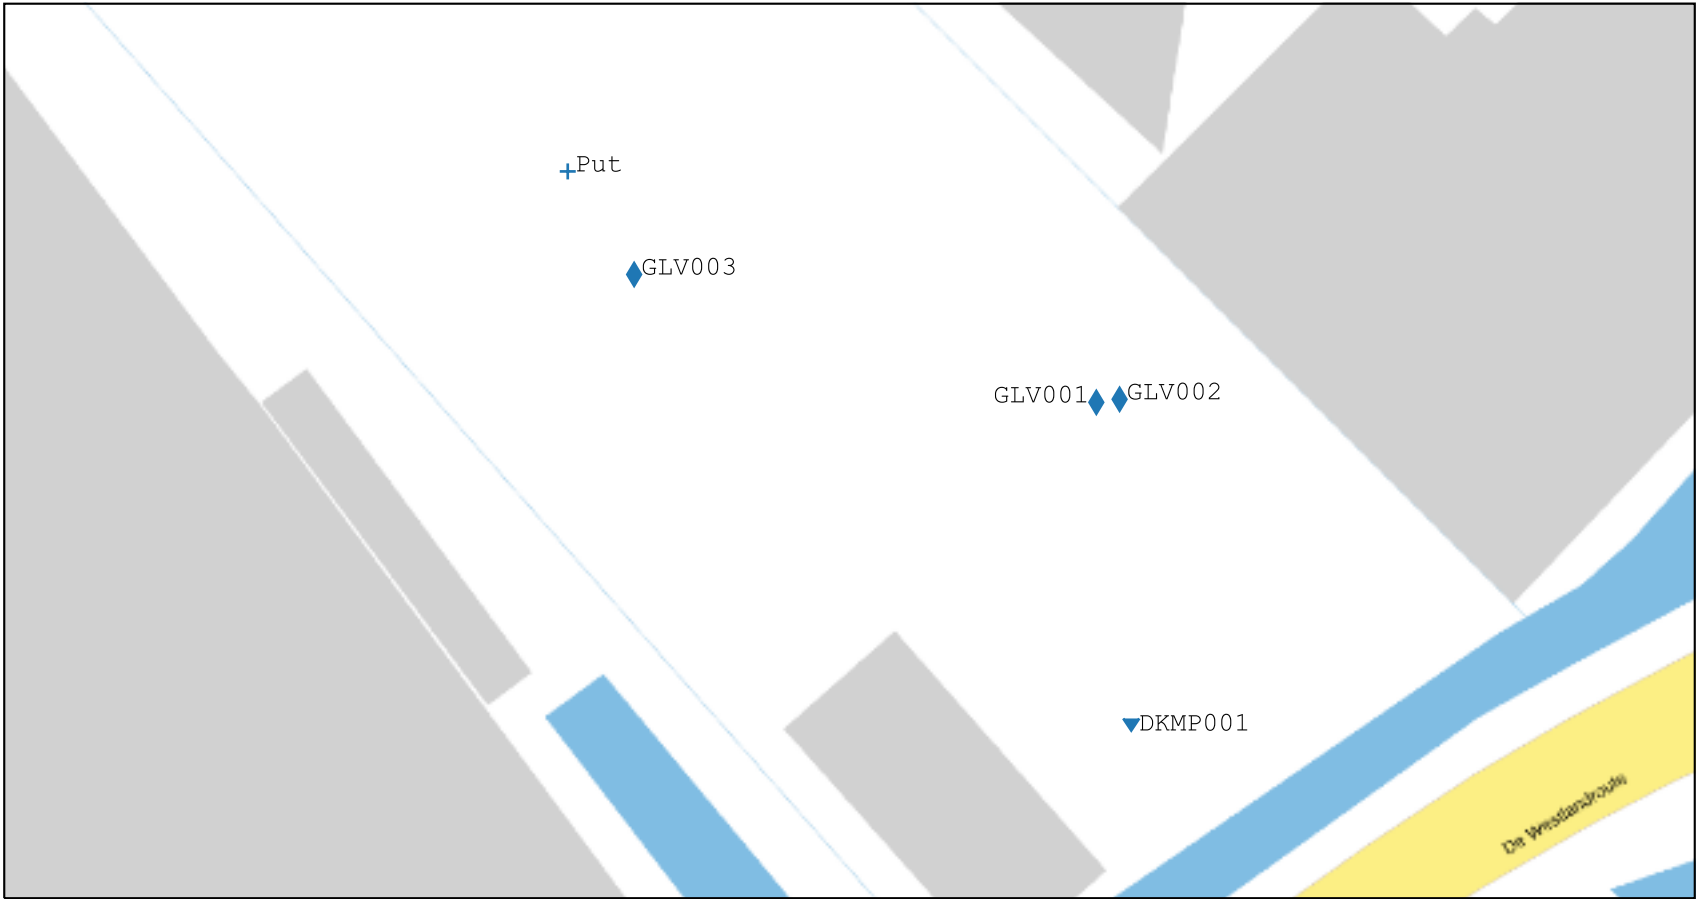 Put
GLV003
GLV001
GLV002
DKMP001
De Westlandroute